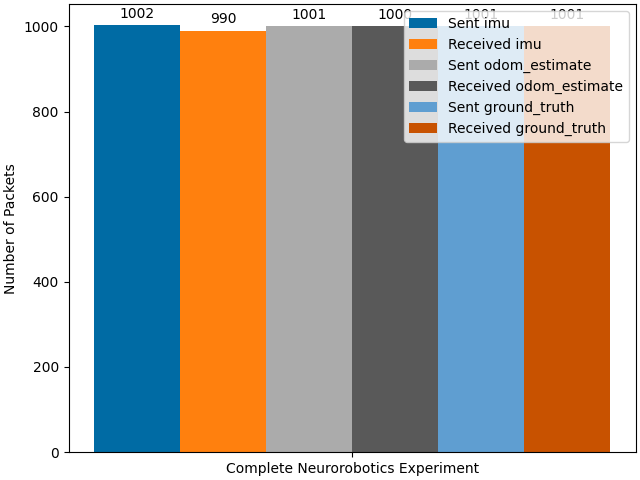 1002
990
1001
1000
1001
1001
Sent imu
Received imu
Sent odom_estimate
Received odom_estimate
Sent ground_truth
Received ground_truth
1000
800
600
400
200
0
Number of Packets
Complete Neurorobotics Experiment